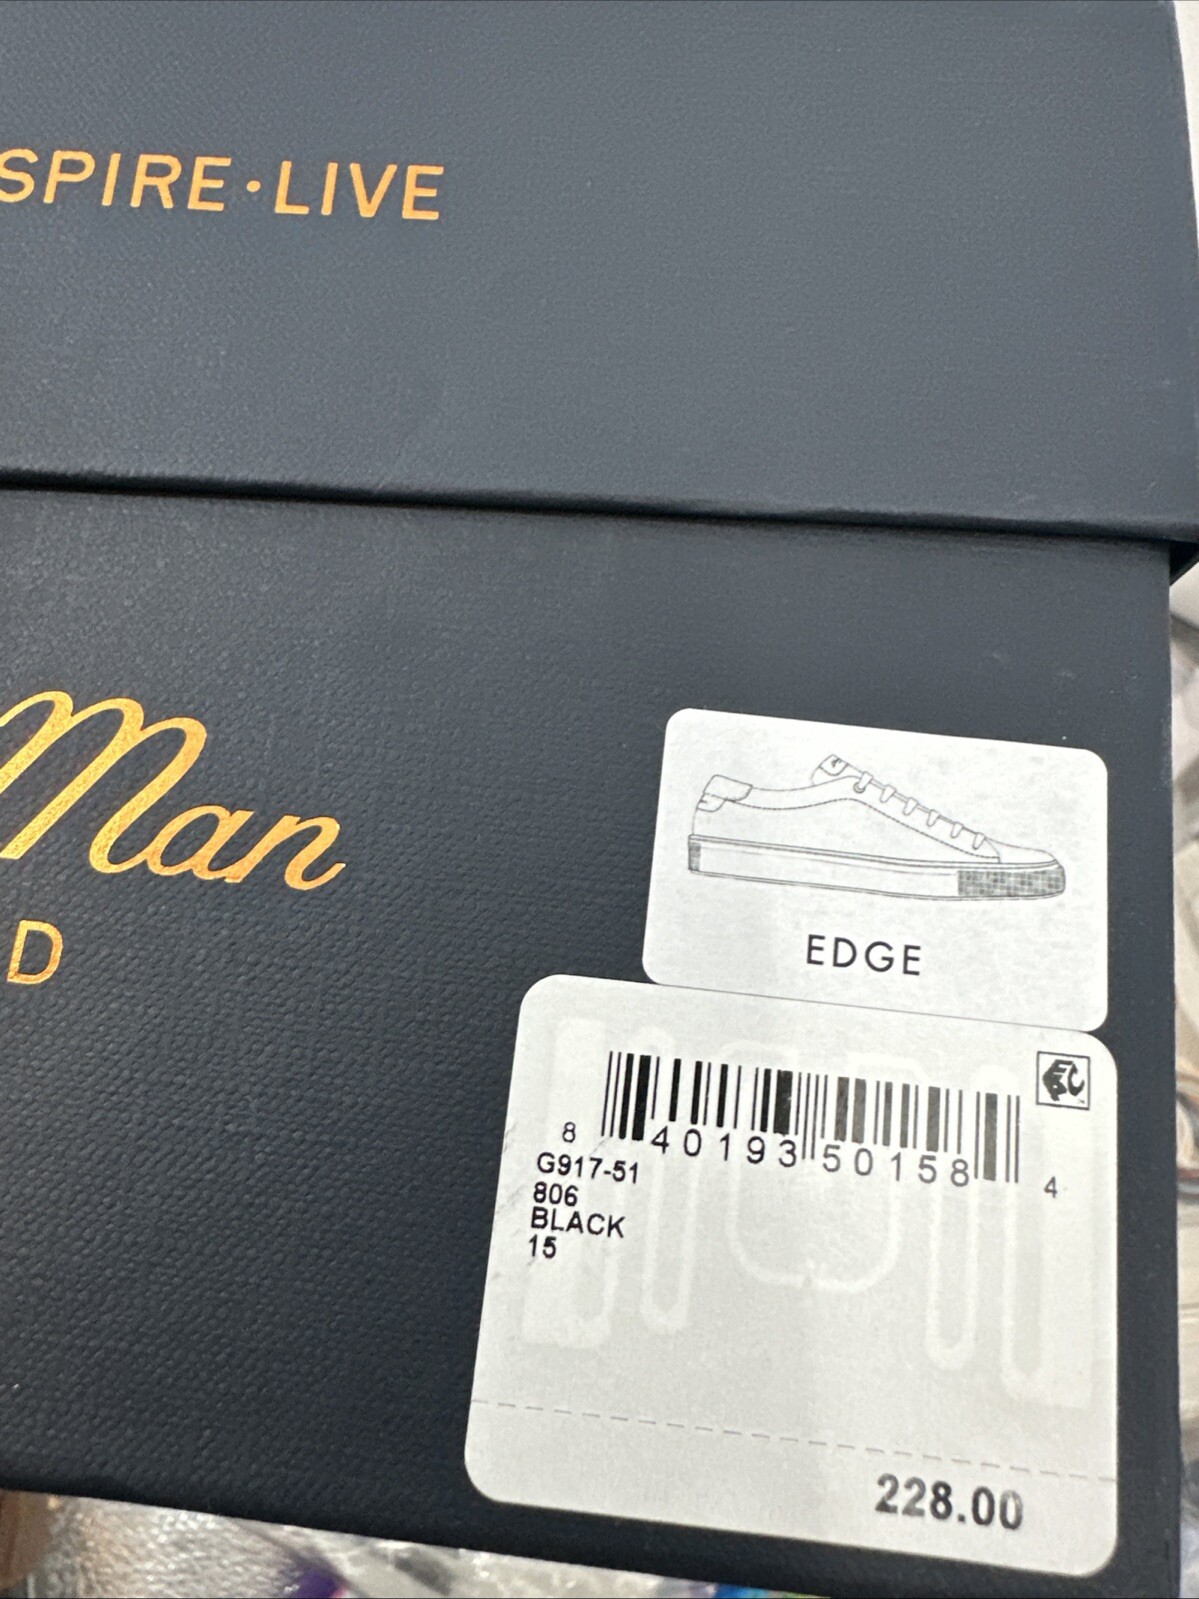 SPIRE·LIVE
Man
D
EDGE
8 40193 50158 4
G917-51
806
BLACK
15
228.00